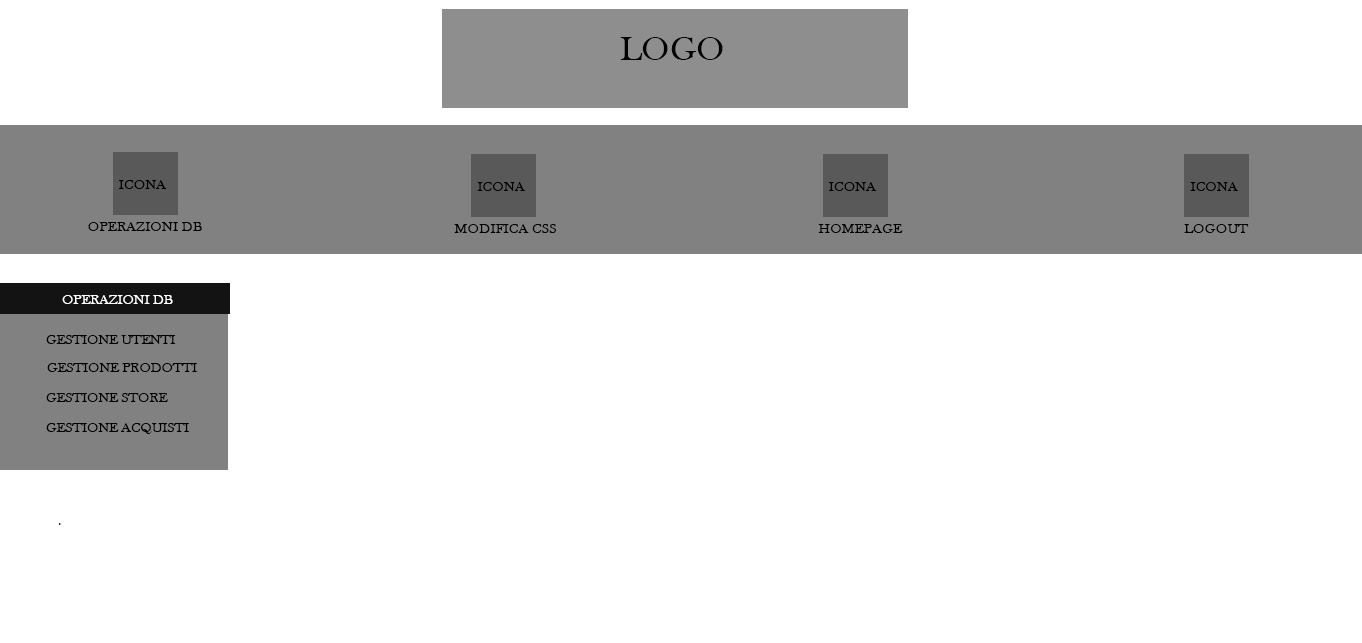 LOGO
ICONA
OPERAZIONI DB
ICONA
MODIFICA CSS
ICONA
HOMEPAGE
ICONA
LOGOUT
OPERAZIONI DB
GESTIONE UTENTI
GESTIONE PRODOTTI
GESTIONE STORE
GESTIONE ACQUISTI
.